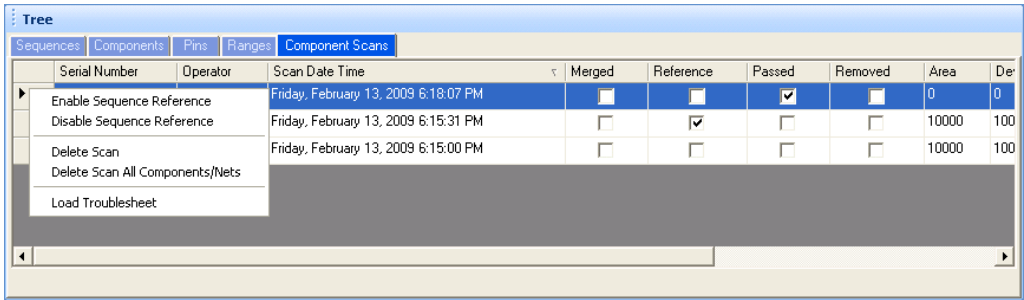 Tree
Sequences Components Pins Ranges Component Scans
Serial Number Operator Scan Date Time Merged Reference Passed Removed Area De
Enable Sequence Reference Friday, February 13, 2009 6:18:07 PM 0 0
Disable Sequence Reference Friday, February 13, 2009 6:15:31 PM 10000 100
Delete Scan Friday, February 13, 2009 6:15:00 PM 10000 100
Delete Scan All Components/Nets
Load Troublesheet